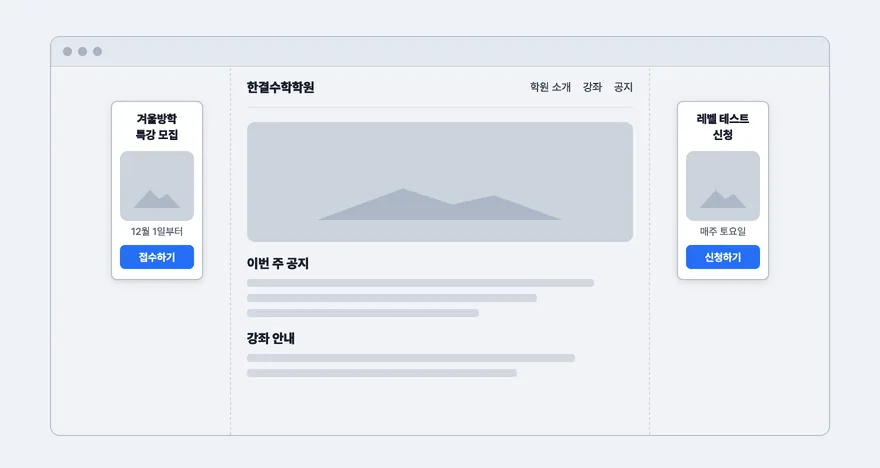 한결수학학원
학원 소개 강좌 공지
겨울방학
특강 모집
12월 1일부터
접수하기
이번 주 공지
강좌 안내
레벨 테스트
신청
매주 토요일
신청하기